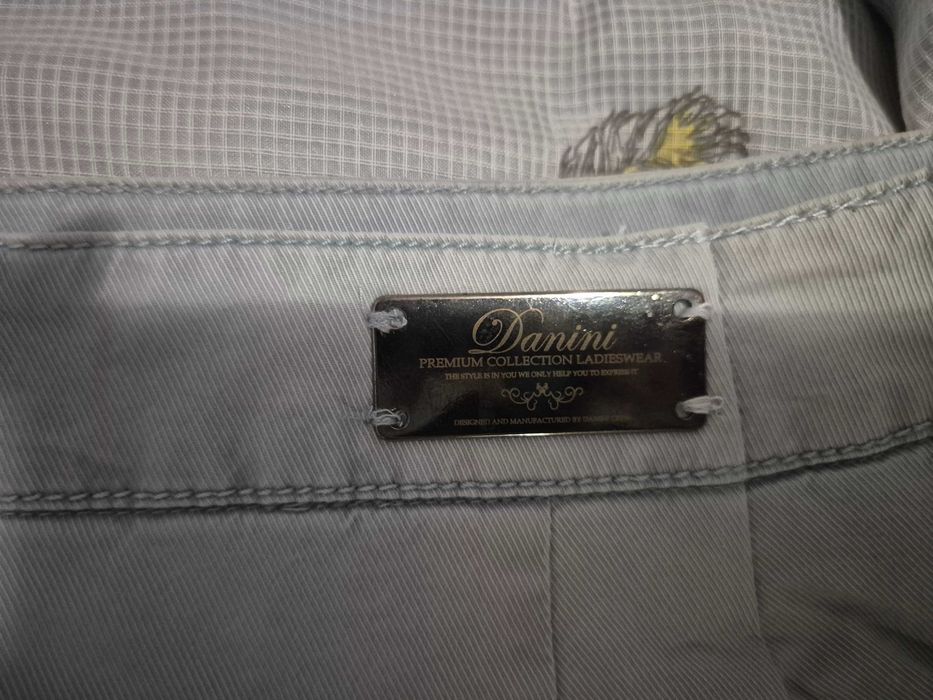 Danini
PREMIUM COLLECTION LADIESWEAR
THE STYLE IS IN YOU WE ONLY HELP YOU TO EXPRESS IT
DESIGNED AND MANUFACTURED BY DANINI